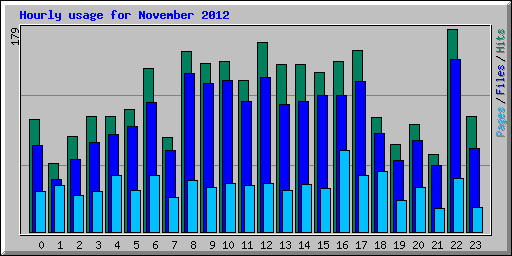 Hourly usage for November 2012
179
Pages/Files/Hits
0 1 2 3 4 5 6 7 8 9 10 11 12 13 14 15 16 17 18 19 20 21 22 23